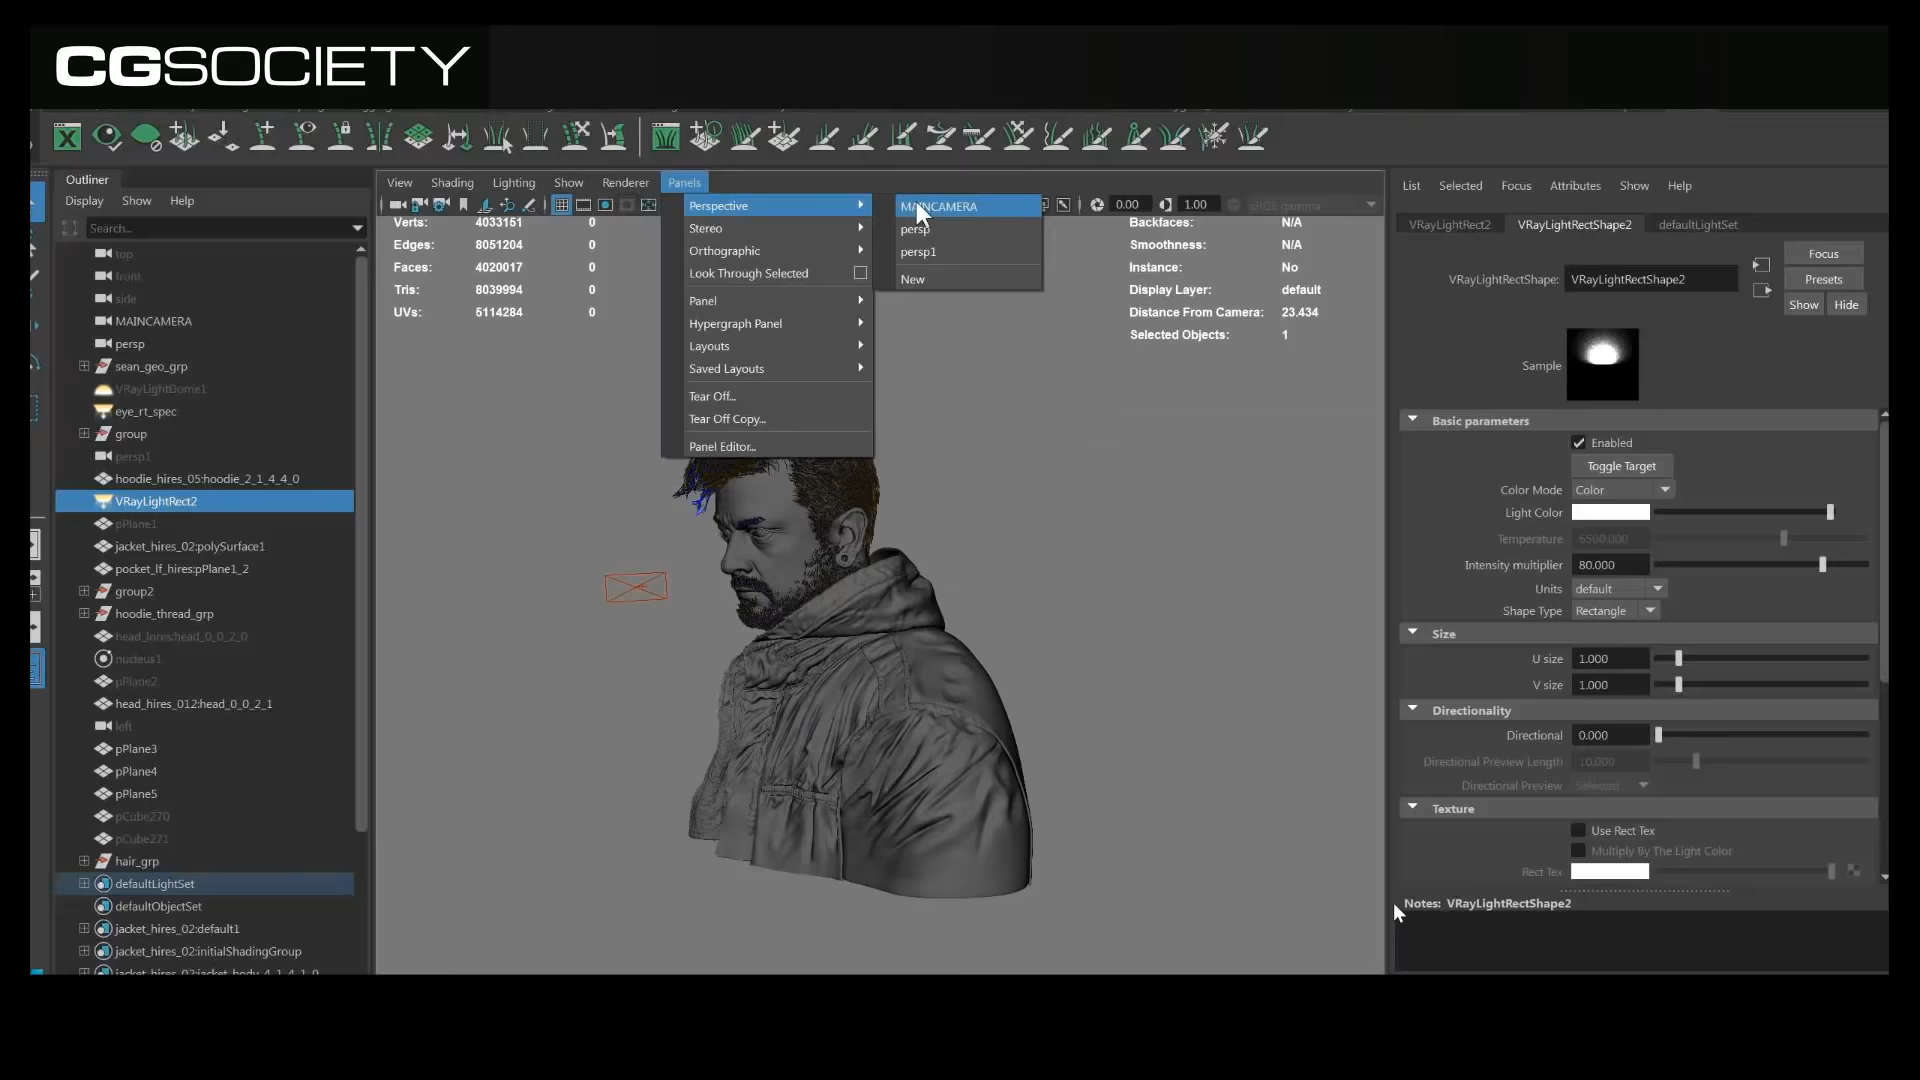 CGSOCIETY
Outliner
Display Show Help
Search...
top
front
side
MAINCAMERA
persp
sean_geo_grp
VRayLightDome1
eye_rt_spec
group
persp1
hoodie_hires_05:hoodie_2_1_4_4_0
VRayLightRect2
pPlane1
jacket_hires_02:polySurface1
pocket_lf_hires:pPlane1_2
group2
hoodie_thread_grp
head_lores:head_0_0_2_0
nucleus1
pPlane2
head_hires_012:head_0_0_2_1
left
pPlane3
pPlane4
pPlane5
pCube270
pCube271
hair_grp
defaultLightSet
defaultObjectSet
jacket_hires_02:default1
jacket_hires_02:initialShadingGroup
jacket_hires_02:jacket_body_4_1_4_1_0
View Shading Lighting Show Renderer Panels
0.00 1.00 sRGB gamma
Verts: 4033151 0
Edges: 8051204 0
Faces: 4020017 0
Tris: 8039994 0
UVs: 5114284 0
Perspective
Stereo
Orthographic
Look Through Selected
Panel
Hypergraph Panel
Layouts
Saved Layouts
Tear Off...
Tear Off Copy...
Panel Editor...
MAINCAMERA
persp
persp1
New
Backfaces: N/A
Smoothness: N/A
Instance: No
Display Layer: default
Distance From Camera: 23.434
Selected Objects: 1
List Selected Focus Attributes Show Help
VRayLightRect2 VRayLightRectShape2 defaultLightSet
VRayLightRectShape: VRayLightRectShape2
Focus
Presets
Show Hide
Sample
Basic parameters
Enabled
Toggle Target
Color Mode Color
Light Color
Temperature 6500.000
Intensity multiplier 80.000
Units default
Shape Type Rectangle
Size
U size 1.000
V size 1.000
Directionality
Directional 0.000
Directional Preview Length 10.000
Directional Preview Selected
Texture
Use Rect Tex
Multiply By The Light Color
Rect Tex
Notes: VRayLightRectShape2